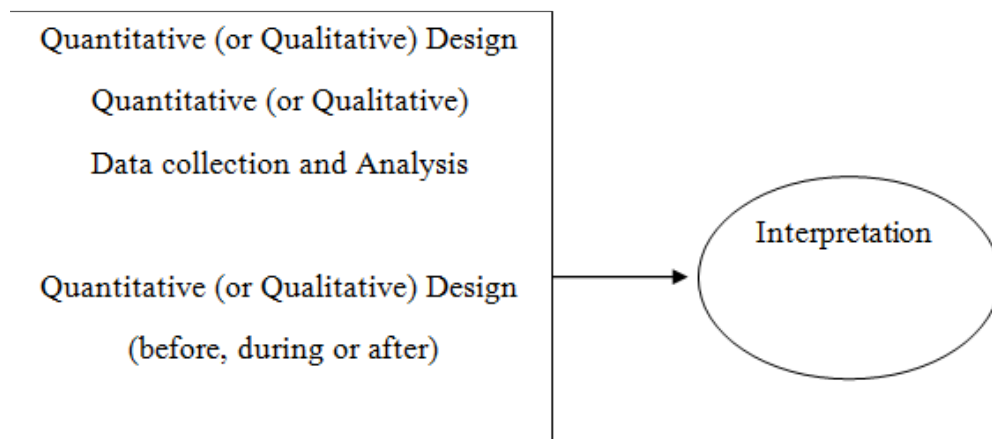 Quantitative (or Qualitative) Design
Quantitative (or Qualitative)
Data collection and Analysis
Interpretation
Quantitative (or Qualitative) Design
(before, during or after)